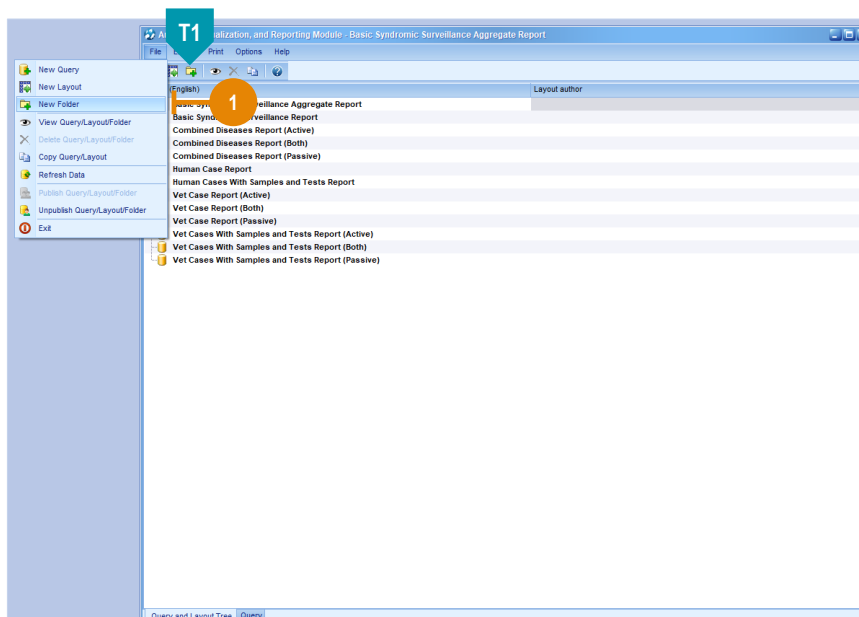 T1
Visualization, and Reporting Module - Basic Syndromic Surveillance Aggregate Report
File Print Options Help
(English) Layout author
1
New Query
New Layout
New Folder
View Query/Layout/Folder
Delete Query/Layout/Folder
Copy Query/Layout
Refresh Data
Publish Query/Layout/Folder
Unpublish Query/Layout/Folder
Exit
Basic Surveillance Aggregate Report
Basic Surveillance Report
Combined Diseases Report (Active)
Combined Diseases Report (Both)
Combined Diseases Report (Passive)
Human Case Report
Human Cases With Samples and Tests Report
Vet Case Report (Active)
Vet Case Report (Both)
Vet Case Report (Passive)
Vet Cases With Samples and Tests Report (Active)
Vet Cases With Samples and Tests Report (Both)
Vet Cases With Samples and Tests Report (Passive)
Query and Layout Tree Query